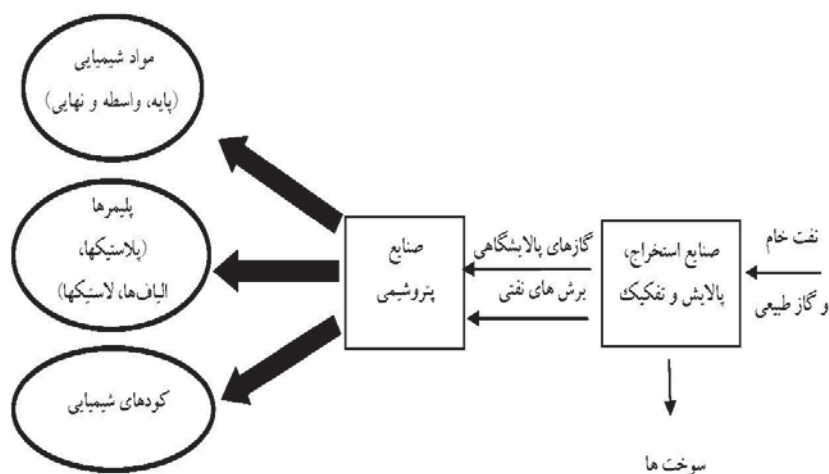 نفت خام
و گاز طبیعی
صنایع استخراج،
پالایش و تفکیک
سوخت ها
گازهای پالایشگاهی
برش های نفتی
صنایع
پتروشیمی
مواد شیمیایی
(پایه، واسطه و نهایی)
پلیمرها
(پلاستیکها،
الیاف‌ها، لاستیکها)
کودهای شیمیایی